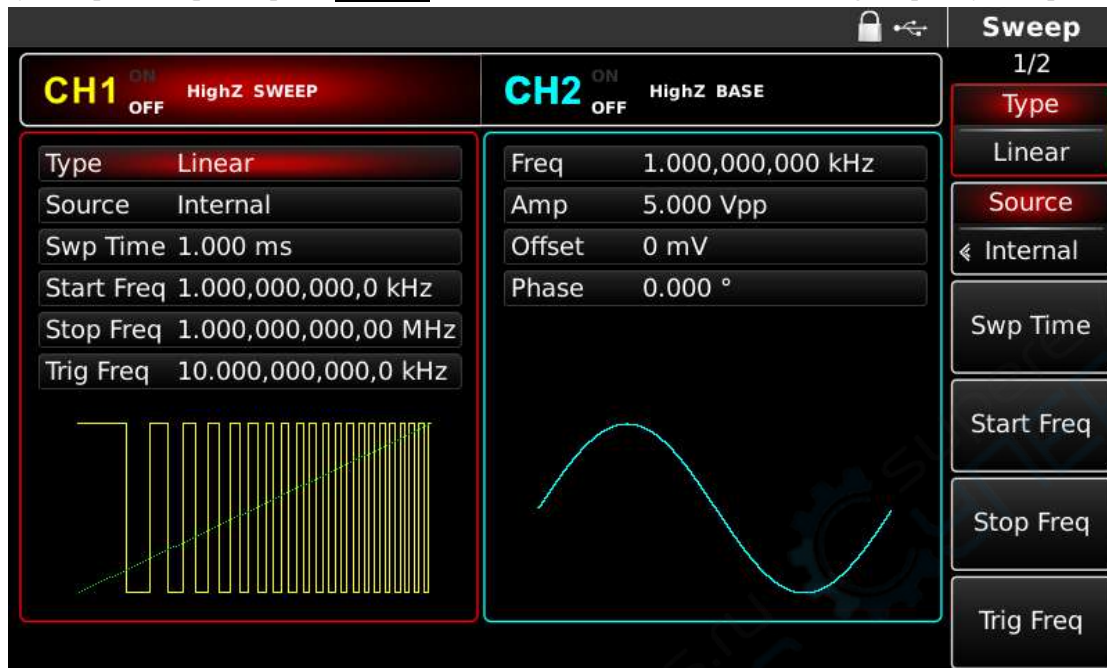 Sweep
1/2
CH1 ON OFF HighZ SWEEP
CH2 ON OFF HighZ BASE
Type Linear
Source Internal
Swp Time 1.000 ms
Start Freq 1.000,000,000,0 kHz
Stop Freq 1.000,000,000,00 MHz
Trig Freq 10.000,000,000,0 kHz
Freq 1.000,000,000 kHz
Amp 5.000 Vpp
Offset 0 mV
Phase 0.000 °
Type
Linear
Source
Internal
Swp Time
Start Freq
Stop Freq
Trig Freq